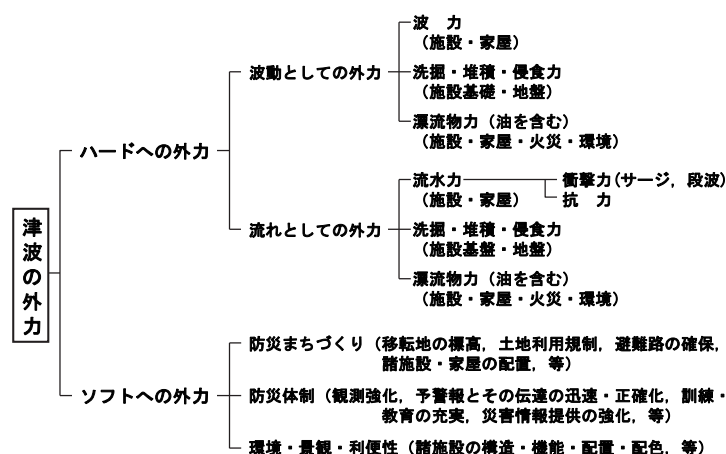 津波の外力
ハードへの外力
波動としての外力
波　力
（施設・家屋）
洗掘・堆積・侵食力
（施設基礎・地盤）
漂流物力（油を含む）
（施設・家屋・火災・環境）
流れとしての外力
流水力
（施設・家屋）
衝撃力(サージ，段波)
抗　力
洗掘・堆積・侵食力
（施設基盤・地盤）
漂流物力（油を含む）
（施設・家屋・火災・環境）
ソフトへの外力
防災まちづくり（移転地の標高，土地利用規制，避難路の確保，
諸施設・家屋の配置，等）
防災体制（観測強化，予警報とその伝達の迅速・正確化，訓練・
教育の充実，災害情報提供の強化，等）
環境・景観・利便性（諸施設の構造・機能・配置・配色，等）